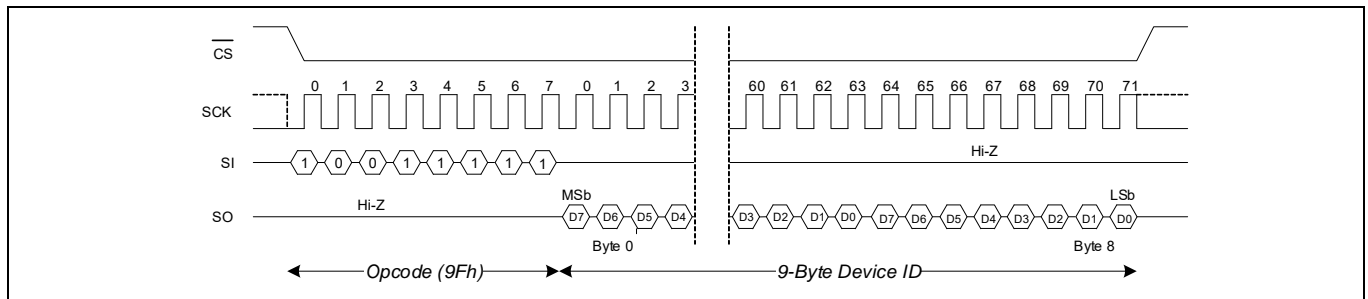 CS
0 1 2 3 4 5 6 7 0 1 2 3 60 61 62 63 64 65 66 67 68 69 70 71
SCK
Hi-Z
SI 1 0 0 1 1 1 1 1
MSb LSb
Hi-Z
SO D7 D6 D5 D4 D3 D2 D1 D0 D7 D6 D5 D4 D3 D2 D1 D0
Byte 0 Byte 8
Opcode (9Fh) 9-Byte Device ID